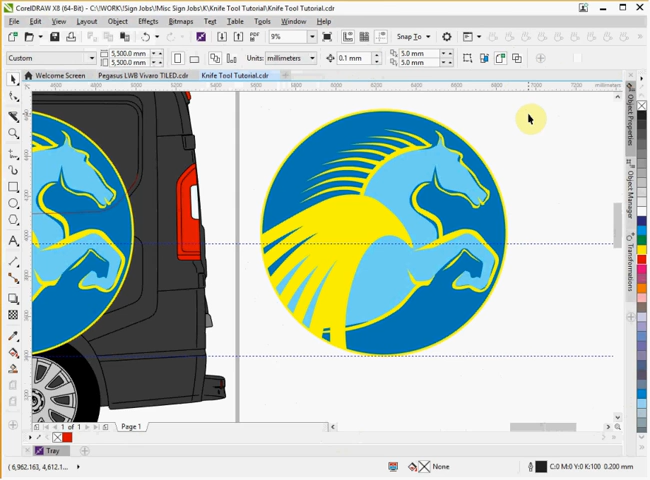 CorelDRAW X8 (64-Bit) - C:\WORK\Sign Jobs\Misc Sign Jobs\K\Knife Tool Tutorial\Knife Tool Tutorial.cdr
File Edit View Layout Object Effects Bitmaps Text Table Tools Window Help
PDF 9% Snap To
Custom 5,500.0 mm 5,500.0 mm Units: millimeters 0.1 mm 5.0 mm 5.0 mm
Welcome Screen Pegasus LWB Vivaro TILED.cdr Knife Tool Tutorial.cdr
millimeters
Object Properties
Object Manager
Transformations
1 of 1 Page 1
Tray
( 6,962.163, 4,612.1... None C:0 M:0 Y:0 K:100 0.200 mm